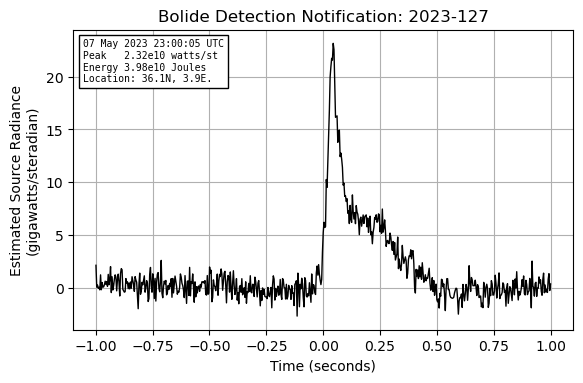 Bolide Detection Notification: 2023-127
07 May 2023 23:00:05 UTC
Peak   2.32e10 watts/st
Energy 3.98e10 Joules
Location: 36.1N, 3.9E.
Estimated Source Radiance
(gigawatts/steradian)
20
15
10
5
0
−1.00 −0.75 −0.50 −0.25 0.00 0.25 0.50 0.75 1.00
Time (seconds)